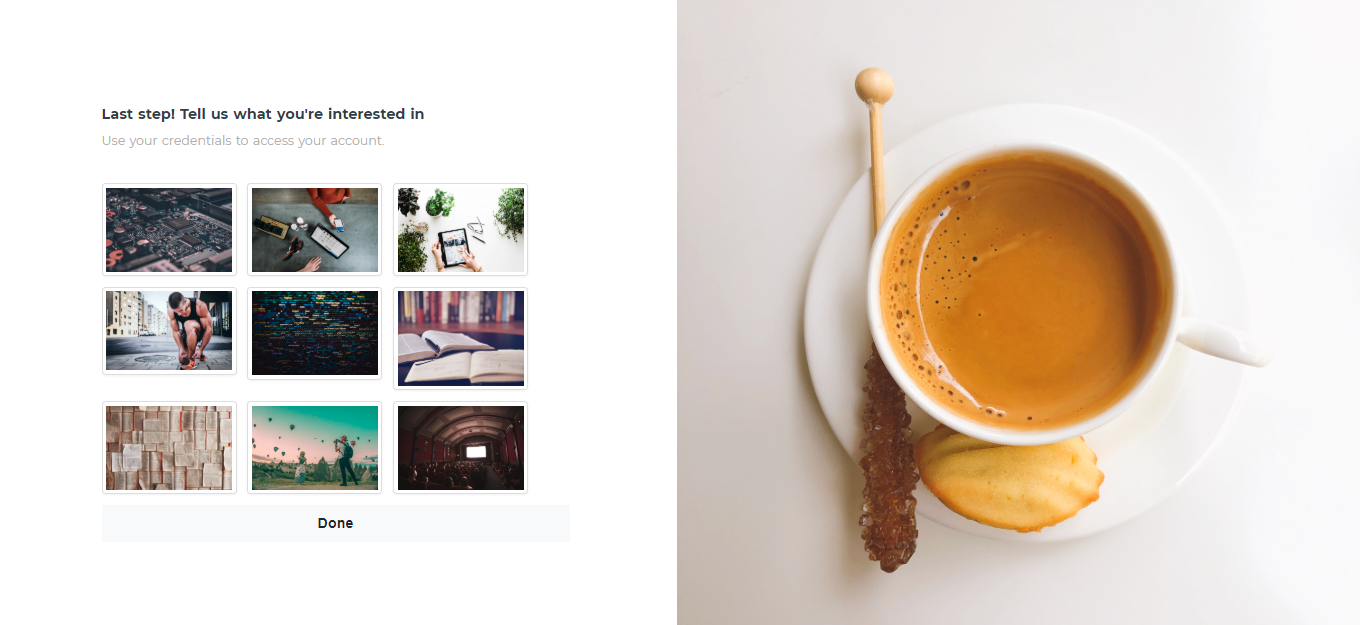 Last step! Tell us what you're interested in
Use your credentials to access your account.
Done